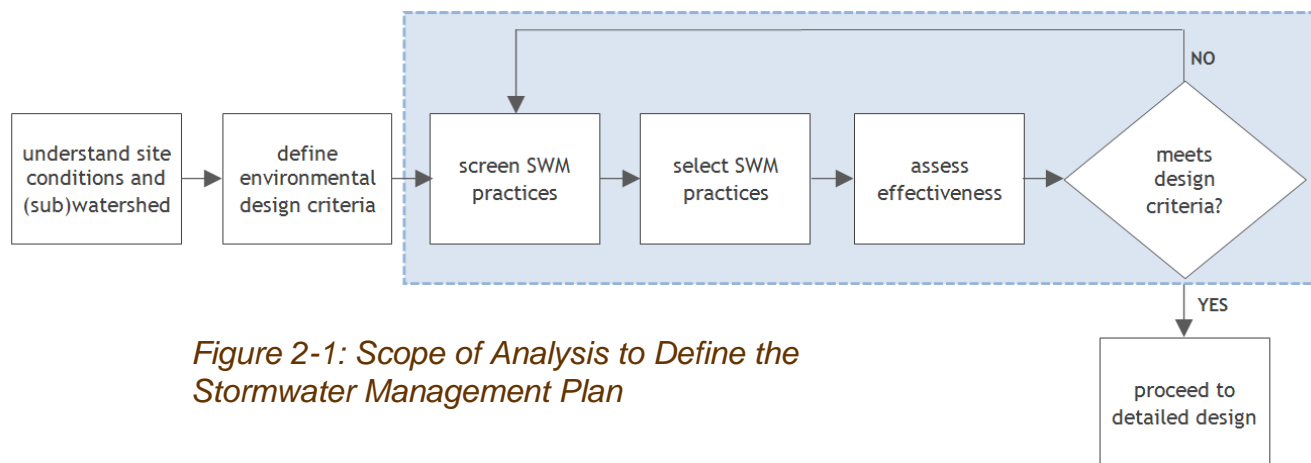 NO
understand site
conditions and
(sub)watershed
define
environmental
design criteria
screen SWM
practices
select SWM
practices
assess
effectiveness
meets
design
criteria?
YES
Figure 2-1: Scope of Analysis to Define the
Stormwater Management Plan
proceed to
detailed design